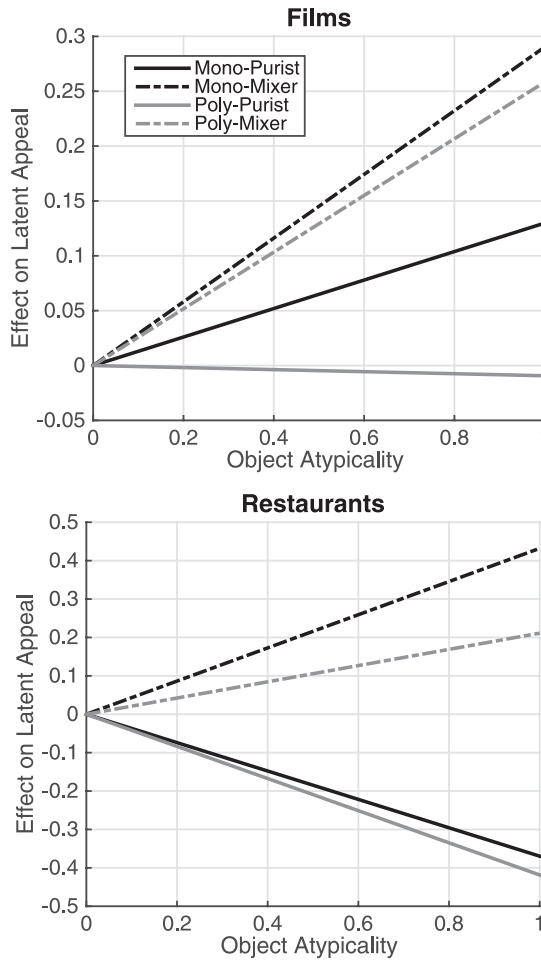 Films
0.3
0.25
0.2
0.15
0.1
0.05
0
-0.05
Effect on Latent Appeal
Mono-Purist
Mono-Mixer
Poly-Purist
Poly-Mixer
0 0.2 0.4 0.6 0.8
Object Atypicality
Restaurants
0.5
0.4
0.3
0.2
0.1
0
-0.1
-0.2
-0.3
-0.4
-0.5
Effect on Latent Appeal
0 0.2 0.4 0.6 0.8 1
Object Atypicality